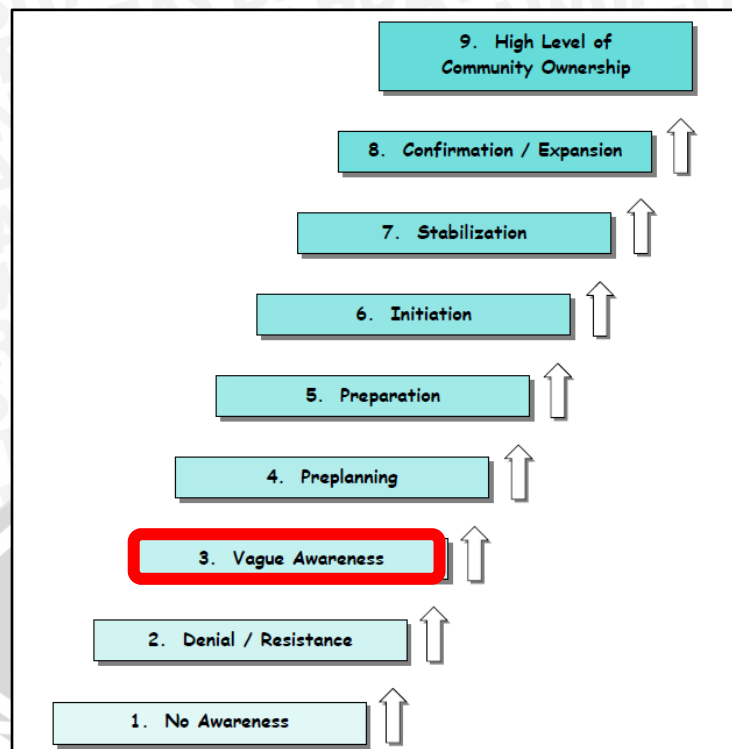 9. High Level of
Community Ownership
8. Confirmation / Expansion
7. Stabilization
6. Initiation
5. Preparation
4. Preplanning
3. Vague Awareness
2. Denial / Resistance
1. No Awareness